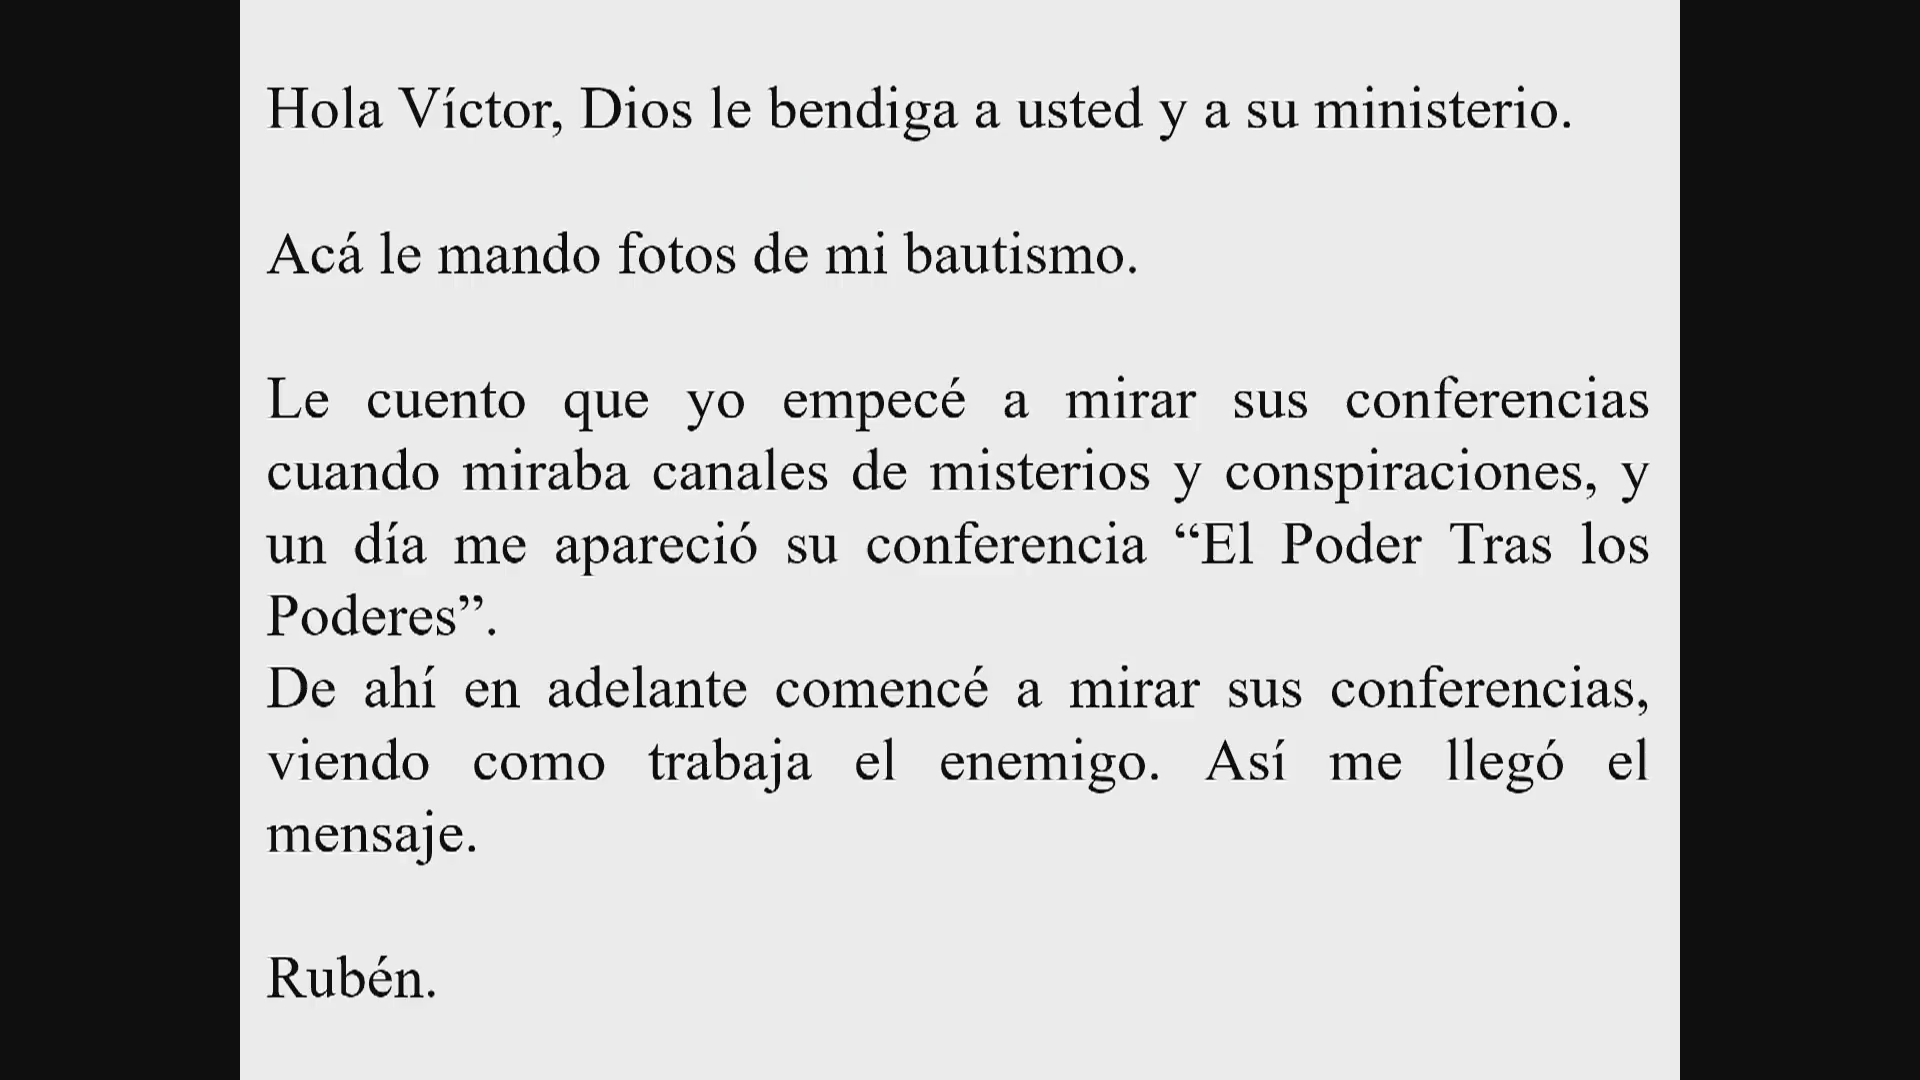 Hola Víctor, Dios le bendiga a usted y a su ministerio.
Acá le mando fotos de mi bautismo.
Le cuento que yo empecé a mirar sus conferencias
cuando miraba canales de misterios y conspiraciones, y
un día me apareció su conferencia “El Poder Tras los
Poderes”.
De ahí en adelante comencé a mirar sus conferencias,
viendo como trabaja el enemigo. Así me llegó el
mensaje.
Rubén.